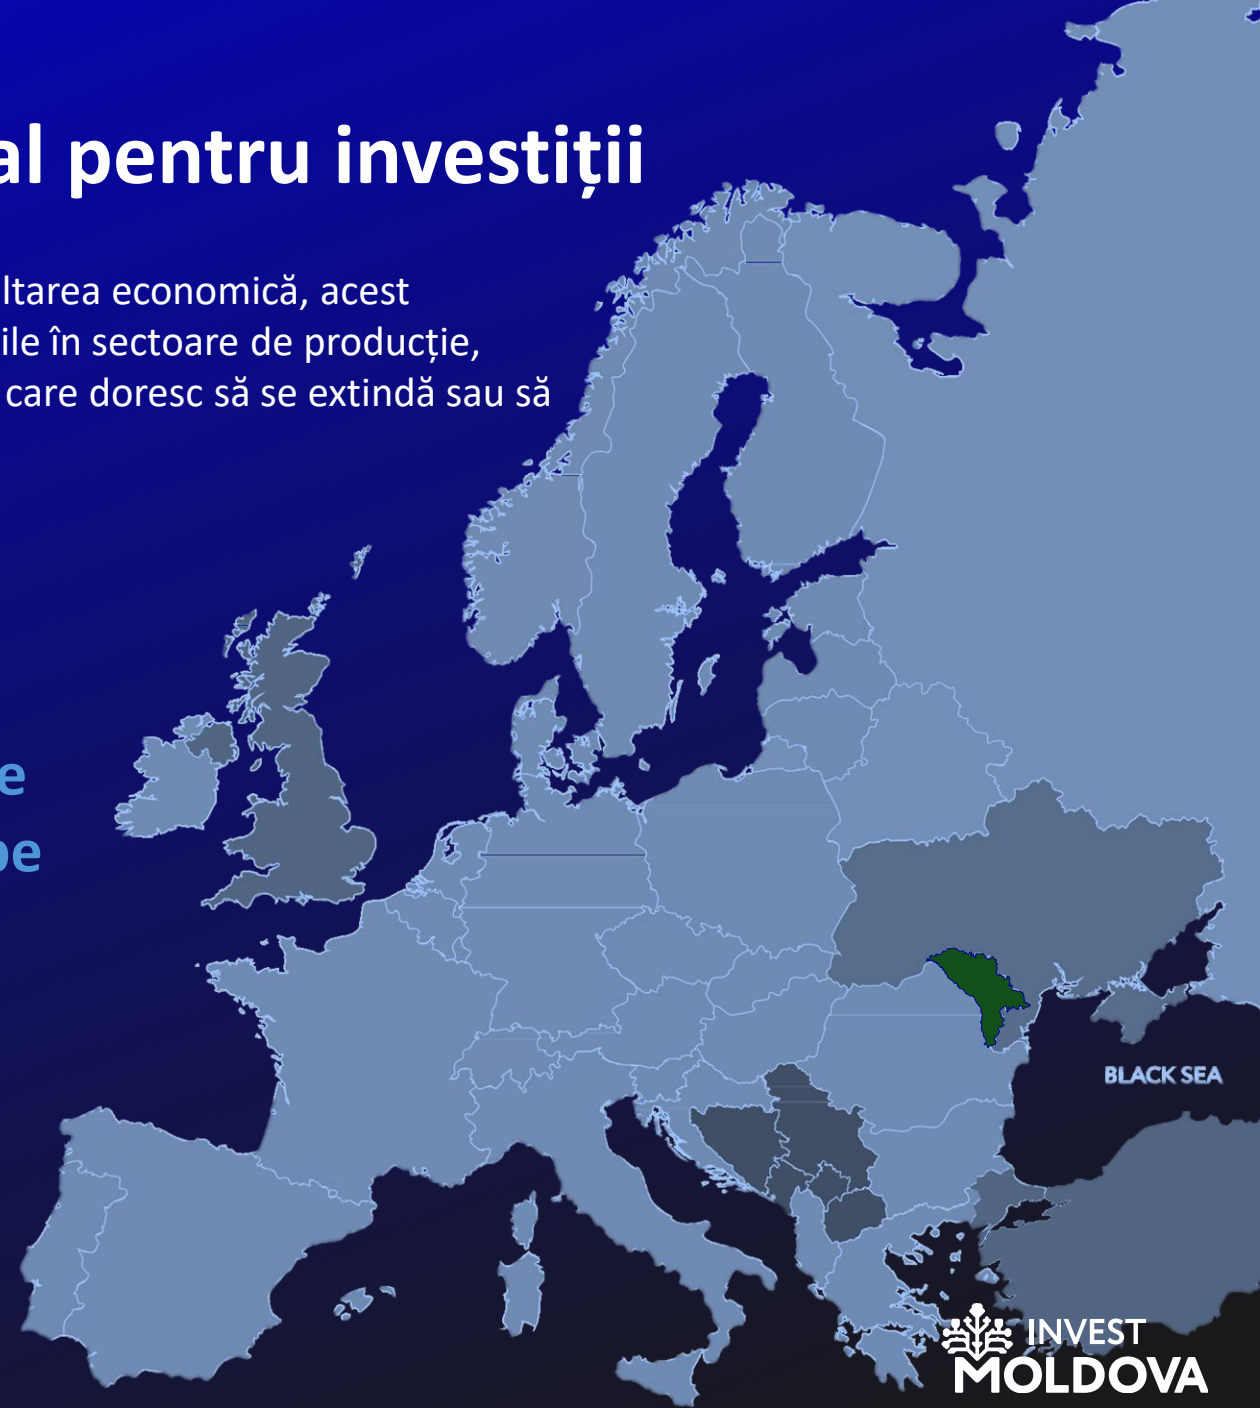 al pentru investiții
ltarea economică, acest
ile în sectoare de producție,
care doresc să se extindă sau să
e
pe
BLACK SEA
INVEST
MOLDOVA